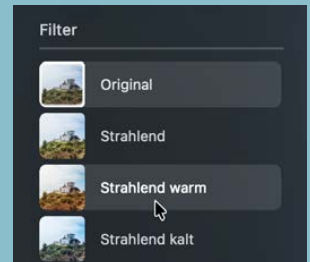 Filter
Original
Strahlend
Strahlend warm
Strahlend kalt